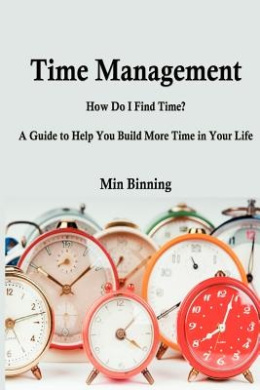 Time Management
How Do I Find Time?
A Guide to Help You Build More Time in Your Life
Min Binning